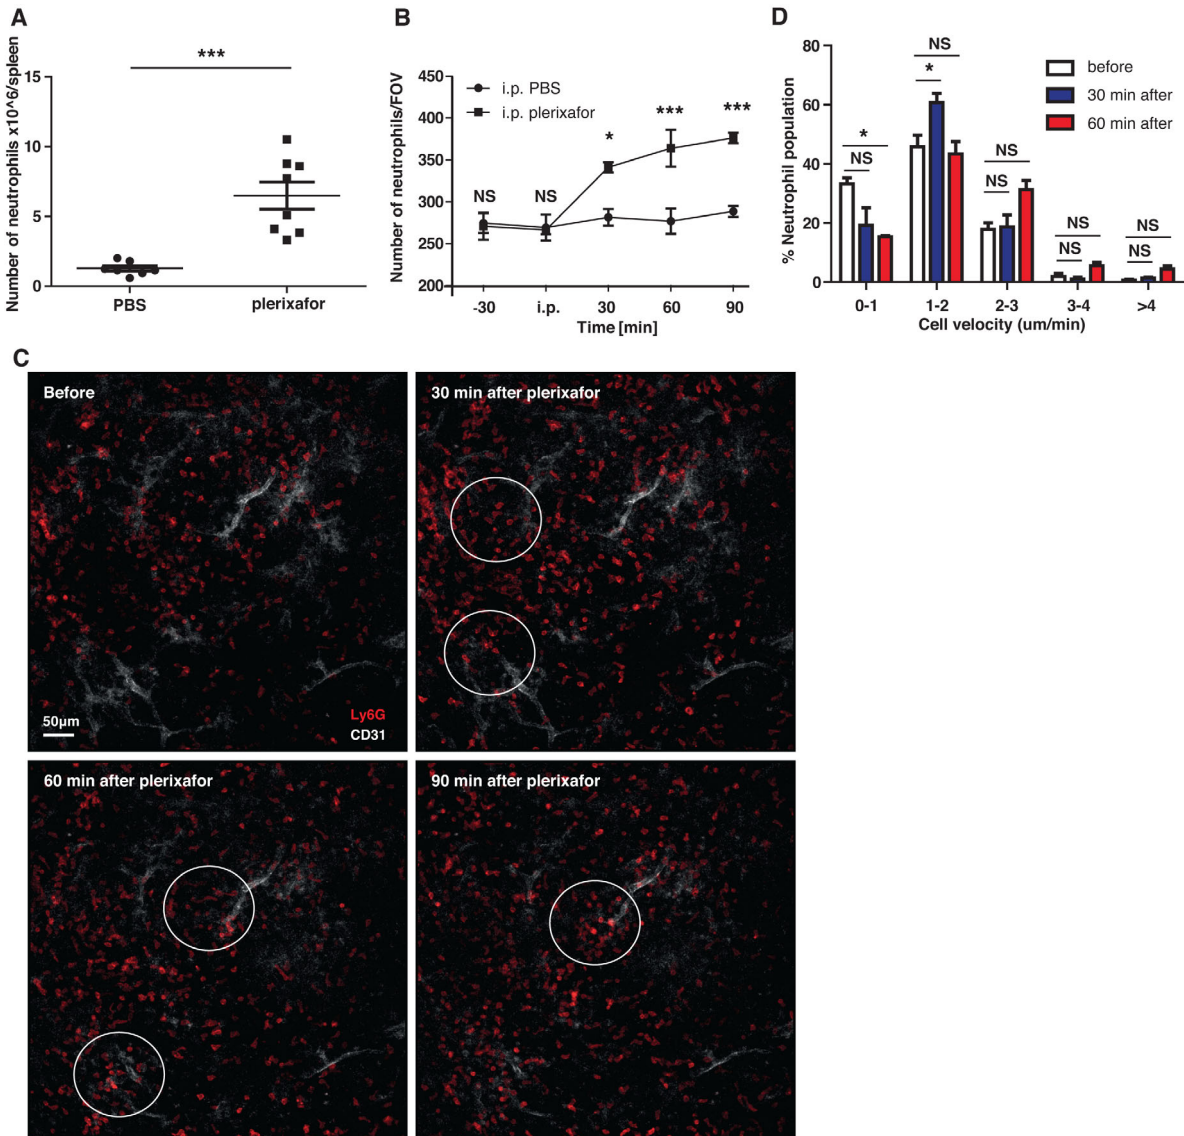 A
Number of neutrophils x10^6/spleen
15
10
5
0
***
PBS
plerixafor
B
Number of neutrophils/FOV
450
400
350
300
250
200
i.p. PBS
i.p. plerixafor
NS
NS
*
***
***
-30
i.p.
30
60
90
Time [min]
D
% Neutrophil population
80
60
40
20
0
before
30 min after
60 min after
*
NS
NS
*
NS
NS
NS
NS
NS
NS
0-1
1-2
2-3
3-4
>4
Cell velocity (um/min)
C
Before
50µm
Ly6G
CD31
30 min after plerixafor
60 min after plerixafor
90 min after plerixafor